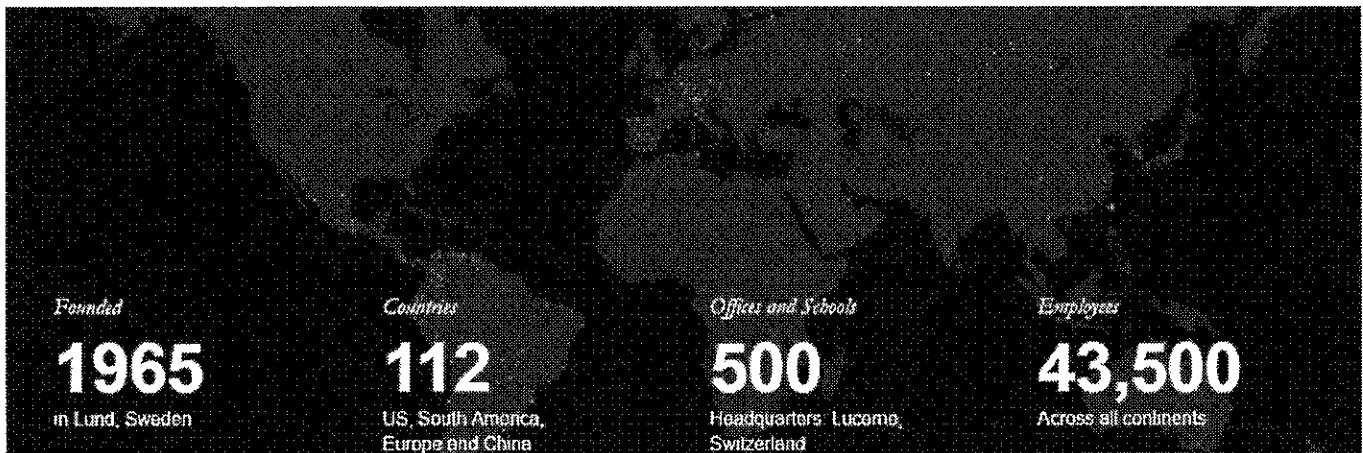 Founded
1965
in Lund, Sweden
Countries
112
US, South America,
Europe and China
Offices and Schools
500
Headquarters: Lucerne,
Switzerland
Employees
43,500
Across all continents